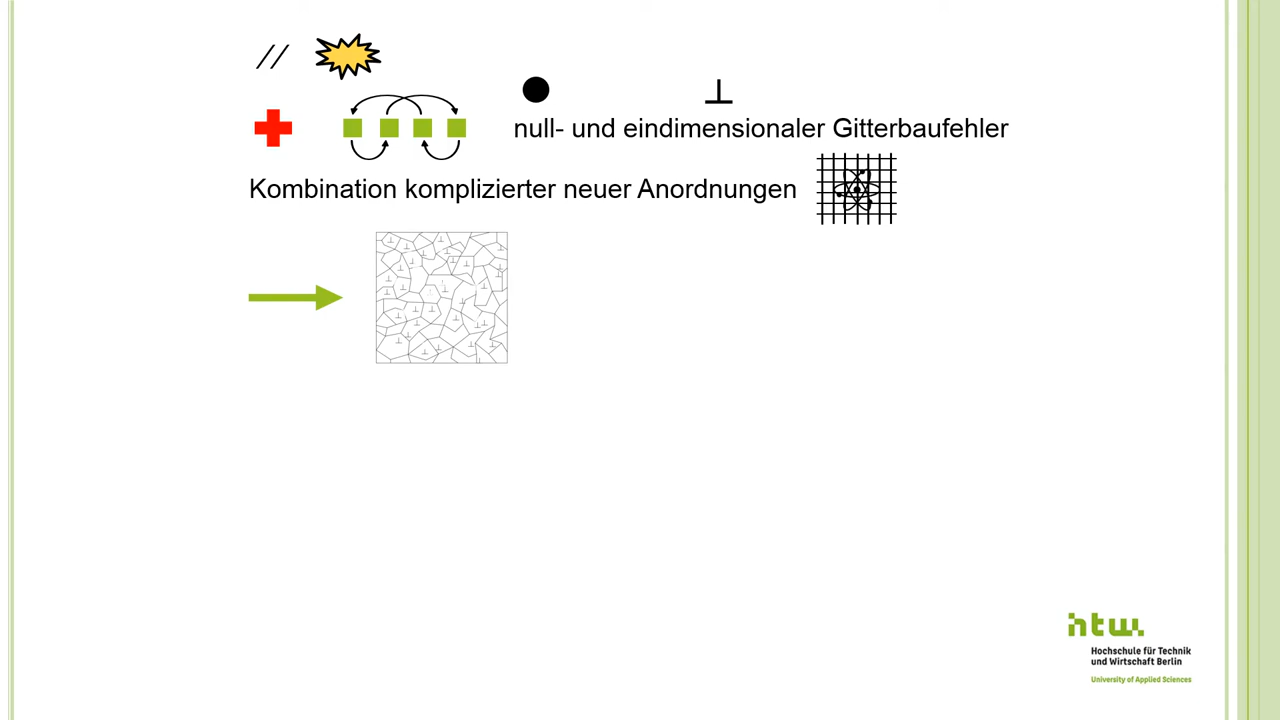 //
null- und eindimensionaler Gitterbaufehler
Kombination komplizierter neuer Anordnungen
htw.
Hochschule für Technik
und Wirtschaft Berlin
University of Applied Sciences